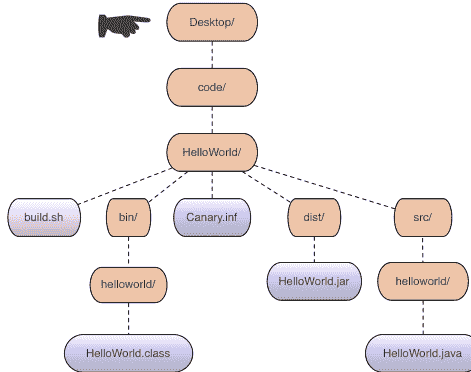 Desktop/
code/
HelloWorld/
build.sh
bin/
Canary.inf
dist/
src/
helloworld/
HelloWorld.jar
helloworld/
HelloWorld.class
HelloWorld.java